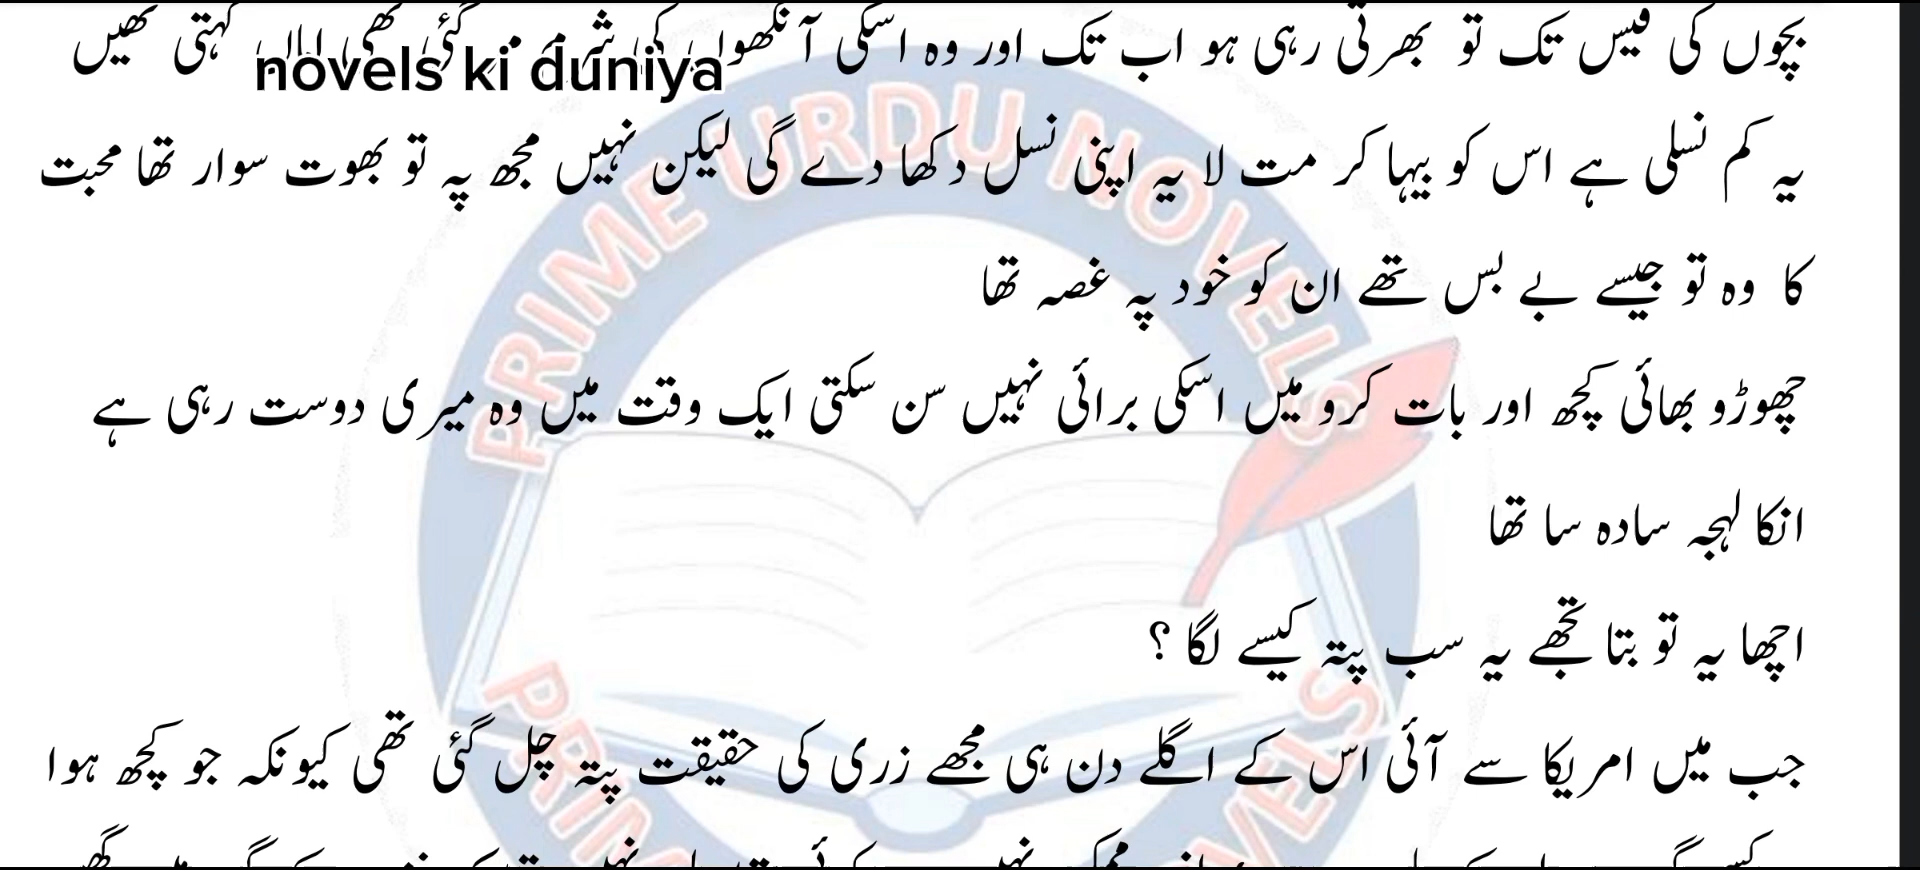 بچوں کی فیس تک تو بھرتی رہی ہو اب تک اور وہ اسکی آنکھوں کی شرم مر گئی تھی اماں کہتی تھیں
novels ki duniya
یہ کم نسلی ہے اس کو بیہا کر مت لا یہ اپنی نسل دکھا دے گی لیکن نہیں مجھ پہ تو بھوت سوار تھا محبت
کا وہ تو جیسے بے بس تھے ان کو خود پہ غصہ تھا
چھوڑو بھائی کچھ اور بات کرو میں اسکی برائی نہیں سن سکتی ایک وقت میں وہ میری دوست رہی ہے
انکا لہجہ سادہ سا تھا
اچھا یہ تو بتا تجھے یہ سب پتہ کیسے لگا ؟
جب میں امریکا سے آئی اس کے اگلے دن ہی مجھے زری کی حقیقت پتہ چل گئی تھی کیونکہ جو کچھ ہوا
PRIME URDU NOVELS